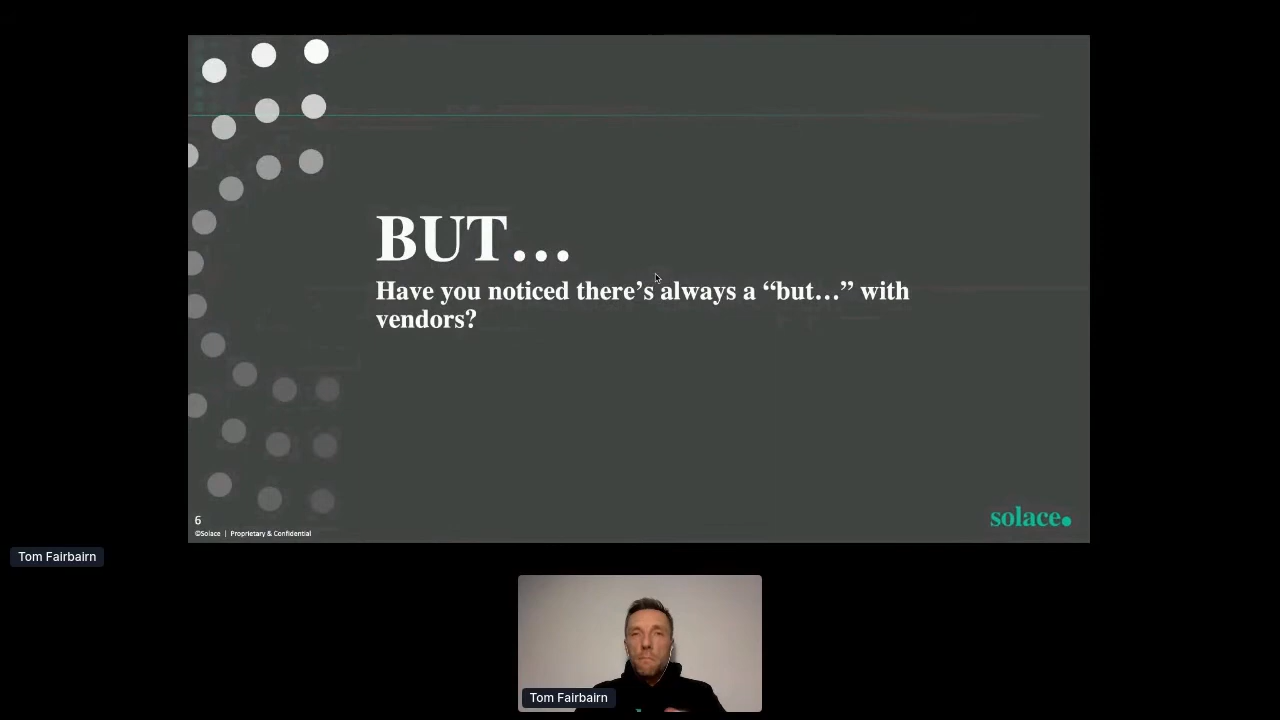 BUT…
Have you noticed there’s always a “but…” with
vendors?
6
©Solace | Proprietary & Confidential
solace.
Tom Fairbairn
Tom Fairbairn